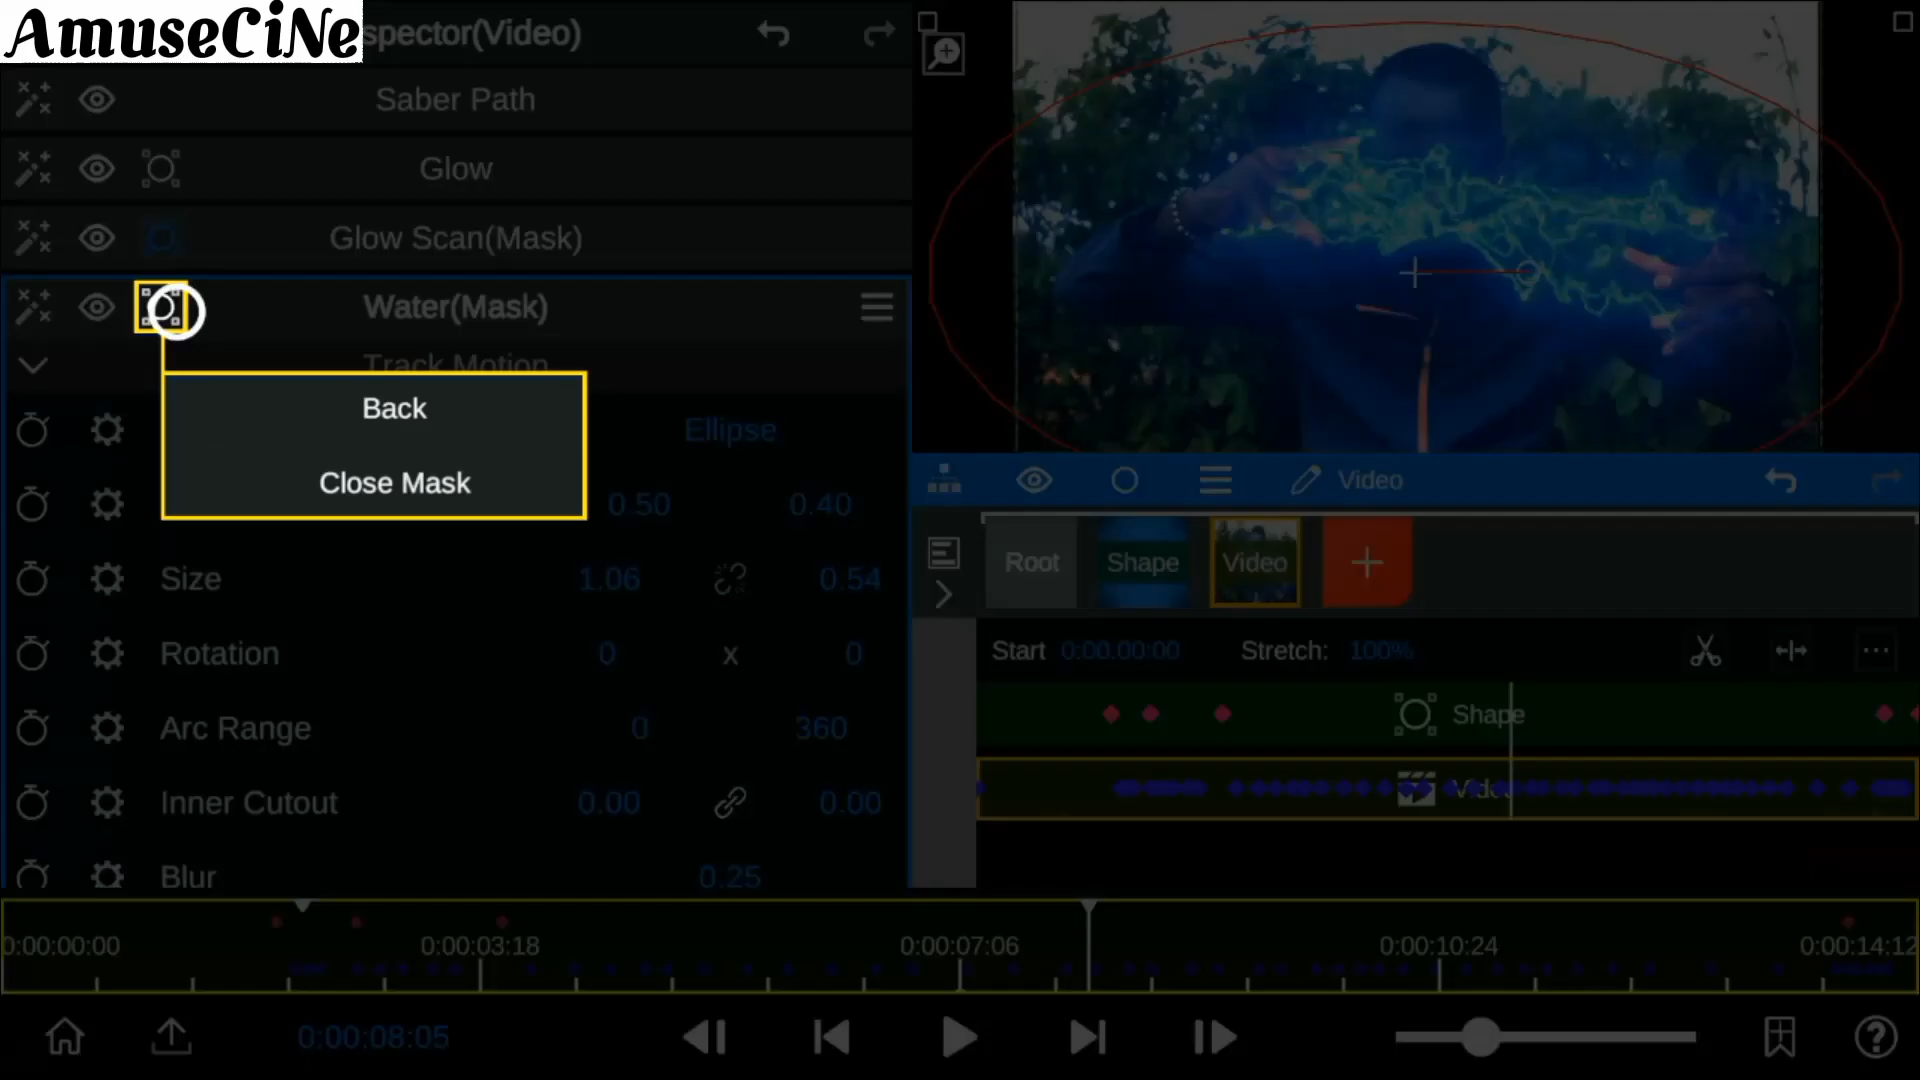 AmuseCiNe
spector(Video)
Saber Path
Glow
Glow Scan(Mask)
Water(Mask)
Track Motion
Back
Close Mask
Ellipse
0.50 0.40
Size 1.06 0.54
Rotation 0 x 0
Arc Range 0 360
Inner Cutout 0.00 0.00
Blur 0.25
Video
Root Shape Video
Start 0:00:00:00 Stretch: 100%
Shape
Video
0:00:00:00 0:00:03:18 0:00:07:06 0:00:10:24 0:00:14:12
0:00:08:05